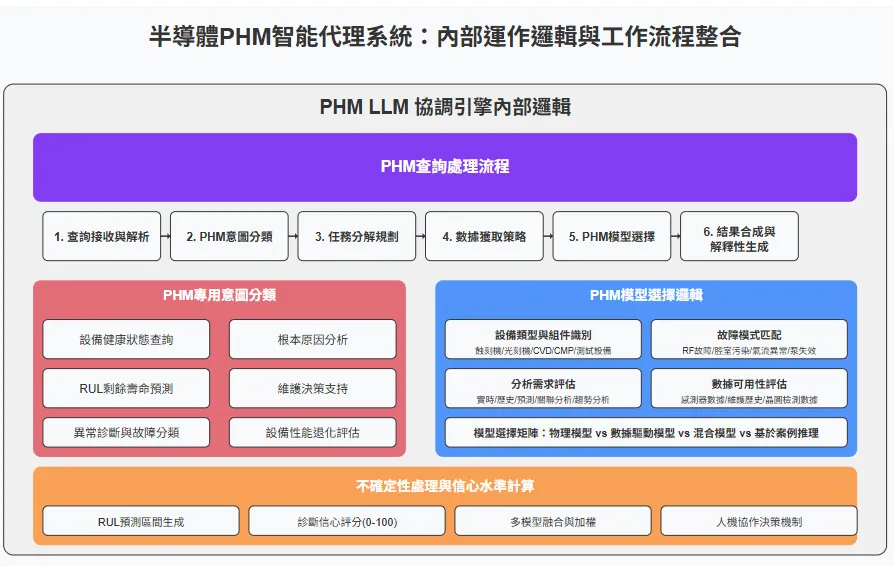 半導體PHM智能代理系統：內部運作邏輯與工作流程整合
PHM LLM 協調引擎內部邏輯
PHM查詢處理流程
1. 查詢接收與解析
2. PHM意圖分類
3. 任務分解規劃
4. 數據獲取策略
5. PHM模型選擇
6. 結果合成與
解釋性生成
PHM專用意圖分類
設備健康狀態查詢
根本原因分析
RUL剩餘壽命預測
維護決策支持
異常診斷與故障分類
設備性能退化評估
PHM模型選擇邏輯
設備類型與組件識別
蝕刻機/光刻機/CVD/CMP/測試設備
故障模式匹配
RF故障/腔室污染/氣流異常/泵失效
分析需求評估
實時/歷史/預測/關聯分析/趨勢分析
數據可用性評估
感測器數據/維護歷史/晶圓檢測數據
模型選擇矩陣：物理模型 vs 數據驅動模型 vs 混合模型 vs 基於案例推理
不確定性處理與信心水準計算
RUL預測區間生成
診斷信心評分(0-100)
多模型融合與加權
人機協作決策機制